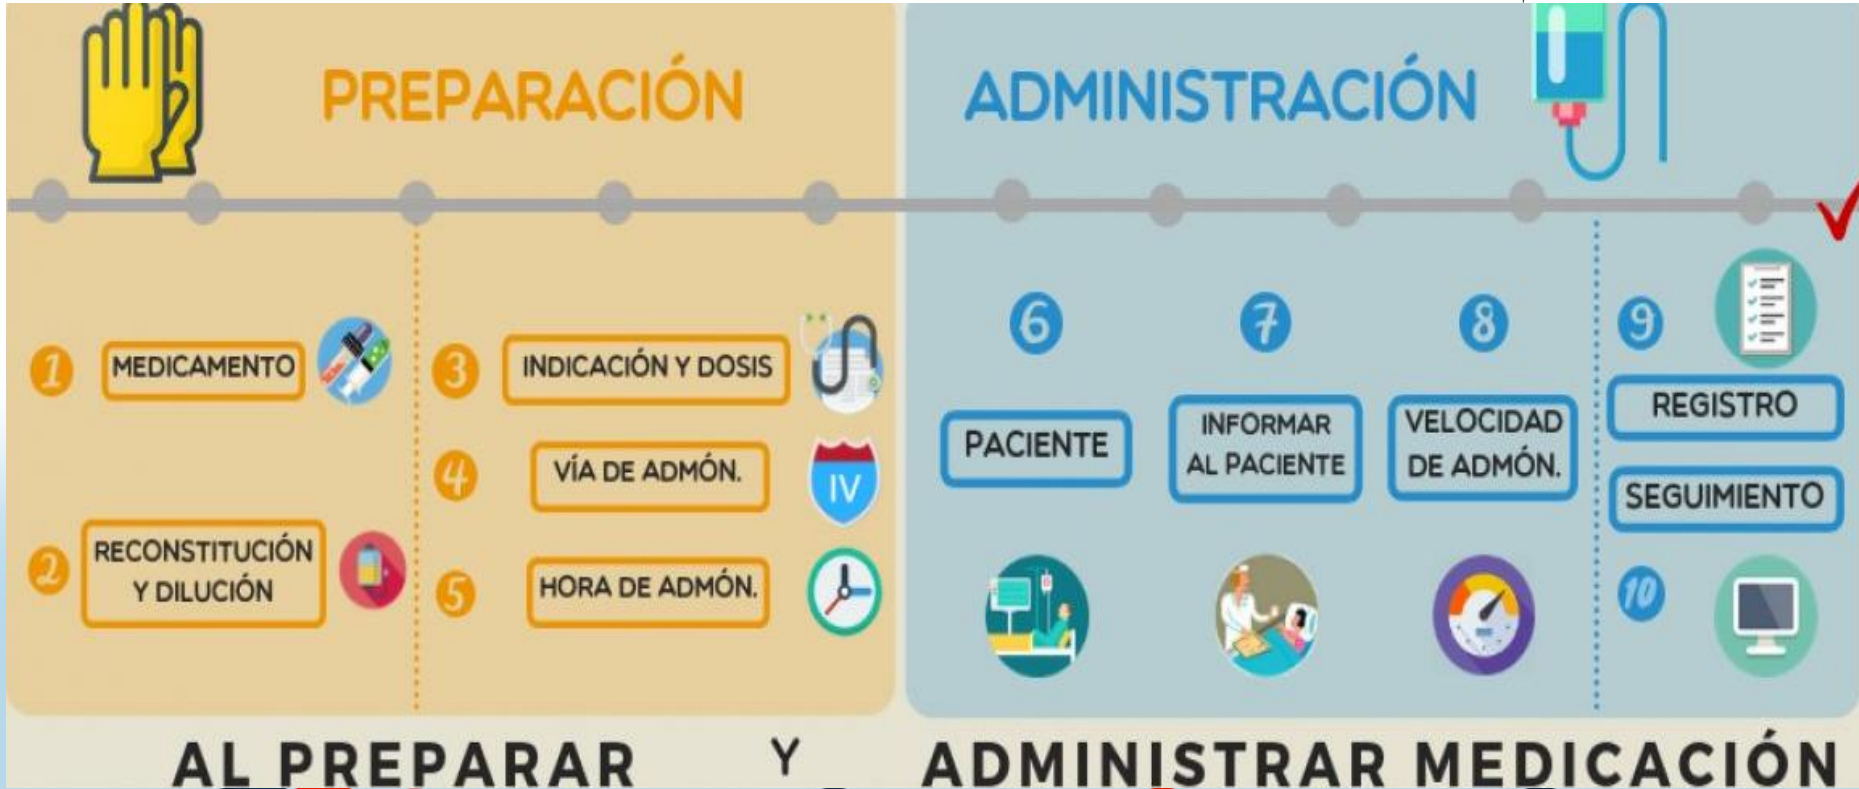 PREPARACIÓN
1
MEDICAMENTO
2
RECONSTITUCIÓN
Y DILUCIÓN
3
INDICACIÓN Y DOSIS
4
VÍA DE ADMÓN.
IV
5
HORA DE ADMÓN.
ADMINISTRACIÓN
6
PACIENTE
7
INFORMAR
AL PACIENTE
8
VELOCIDAD
DE ADMÓN.
9
REGISTRO
SEGUIMIENTO
10
AL PREPARAR Y ADMINISTRAR MEDICACIÓN